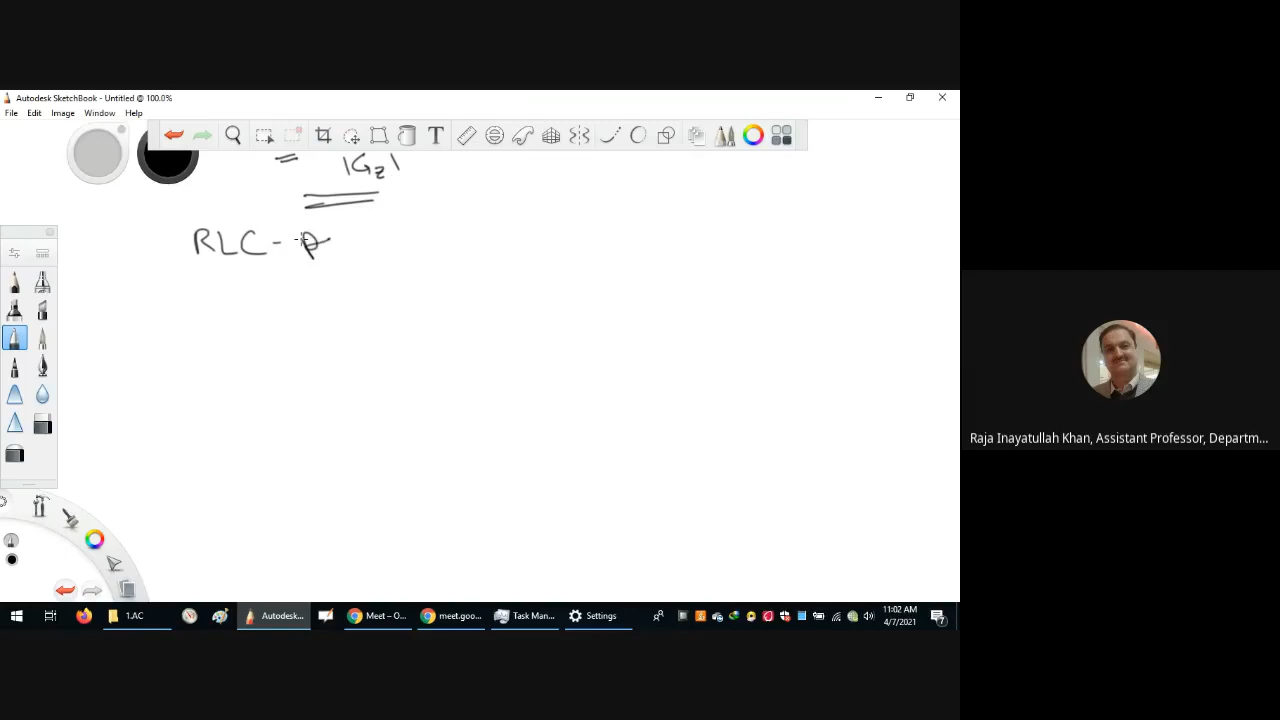 Autodesk SketchBook - Untitled @ 100.0%
File Edit Image Window Help
T
|G₂|
RLC - P
Raja Inayatullah Khan, Assistant Professor, Departm...
1.AC Autodesk... Meet – O... meet.goo... Task Man... Settings 11:02 AM
4/7/2021
7